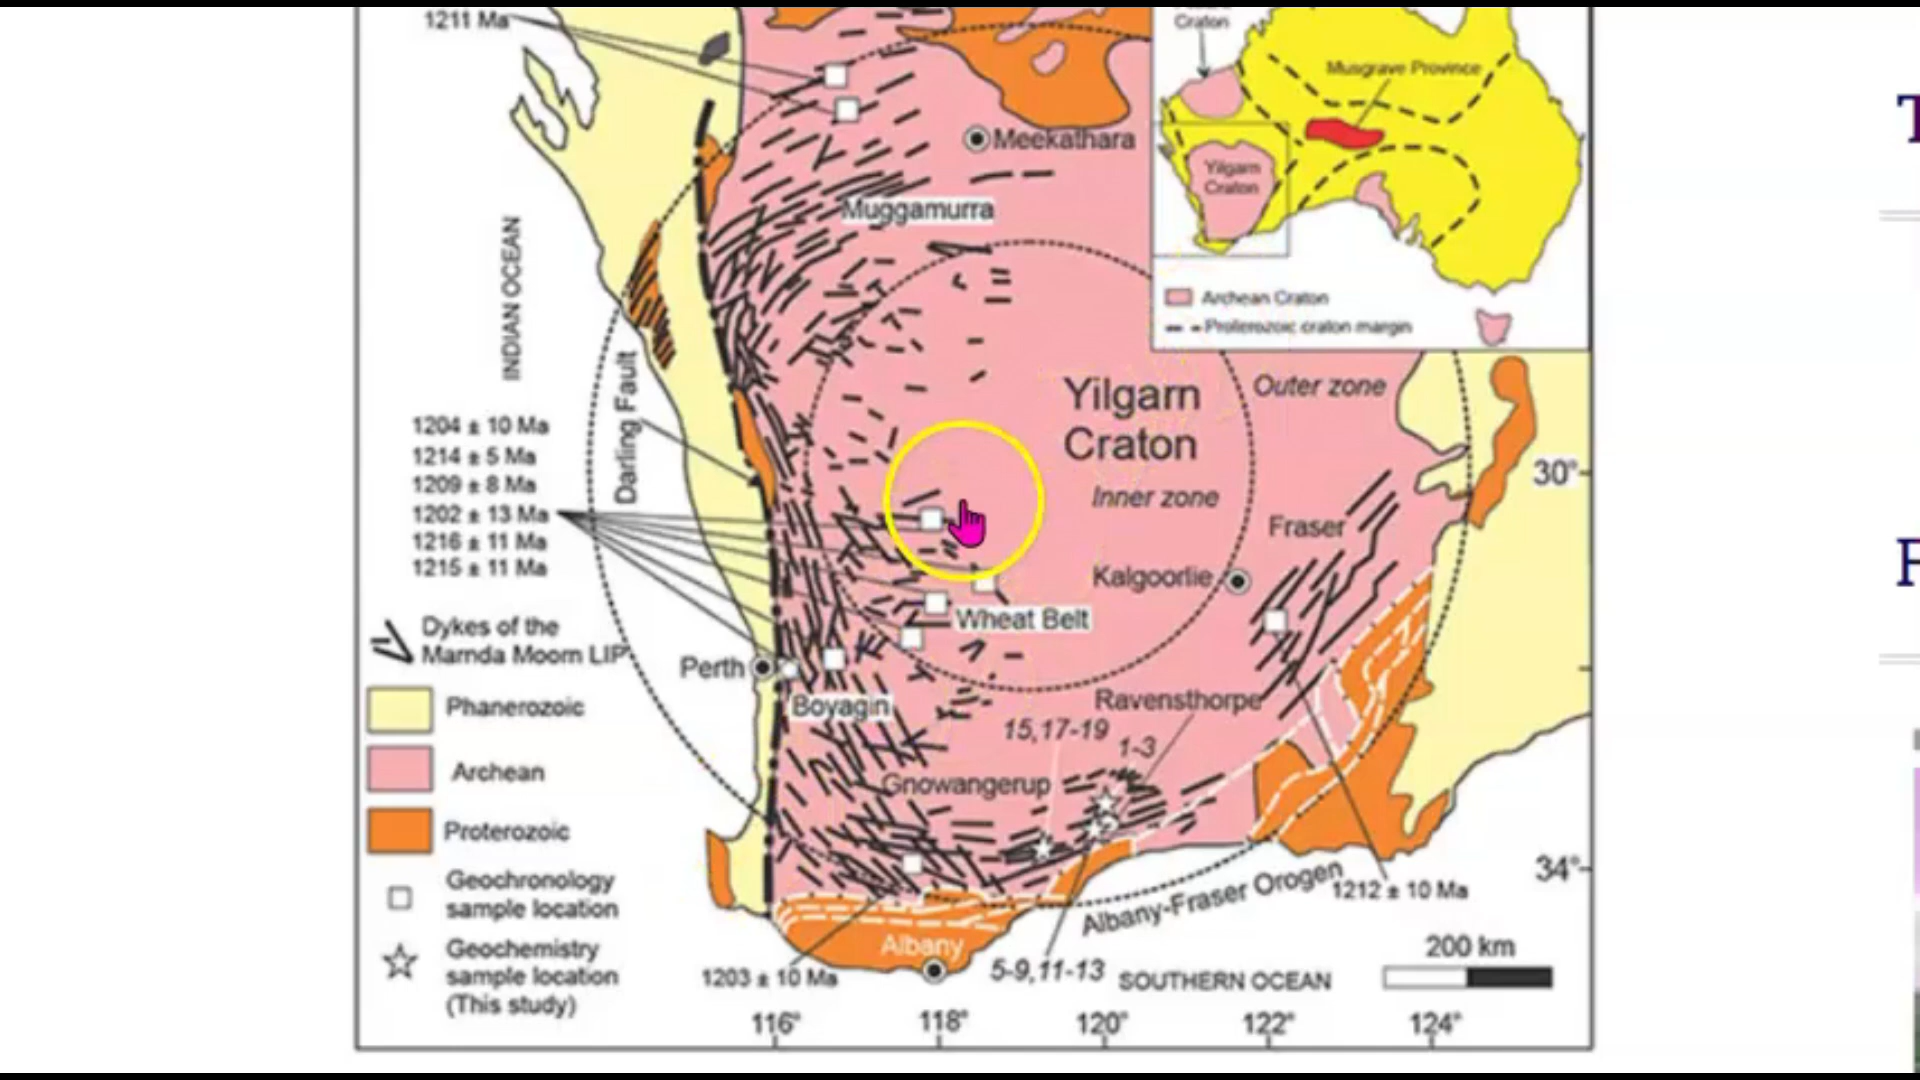 1211 Ma
Craton
Musgrave Province
Meekathara
Yilgarn
Craton
Muggamurra
INDIAN OCEAN
Archean Craton
Proterozoic craton margin
Darling Fault
Yilgarn
Craton
Outer zone
Inner zone
30°
1204 ± 10 Ma
1214 ± 5 Ma
1209 ± 8 Ma
1202 ± 13 Ma
1216 ± 11 Ma
1215 ± 11 Ma
Fraser
Kalgoorlie
Wheat Belt
Dykes of the
Marnda Moorn LIP
Perth
Boyagin
Ravensthorpe
15,17-19
1-3
Gnowangerup
Phanerozoic
Archean
Proterozoic
Geochronology
sample location
Geochemistry
sample location
(This study)
34°
1212 ± 10 Ma
Albany-Fraser Orogen
Albany
1203 ± 10 Ma
5-9,11-13
SOUTHERN OCEAN
200 km
116°
118°
120°
122°
124°